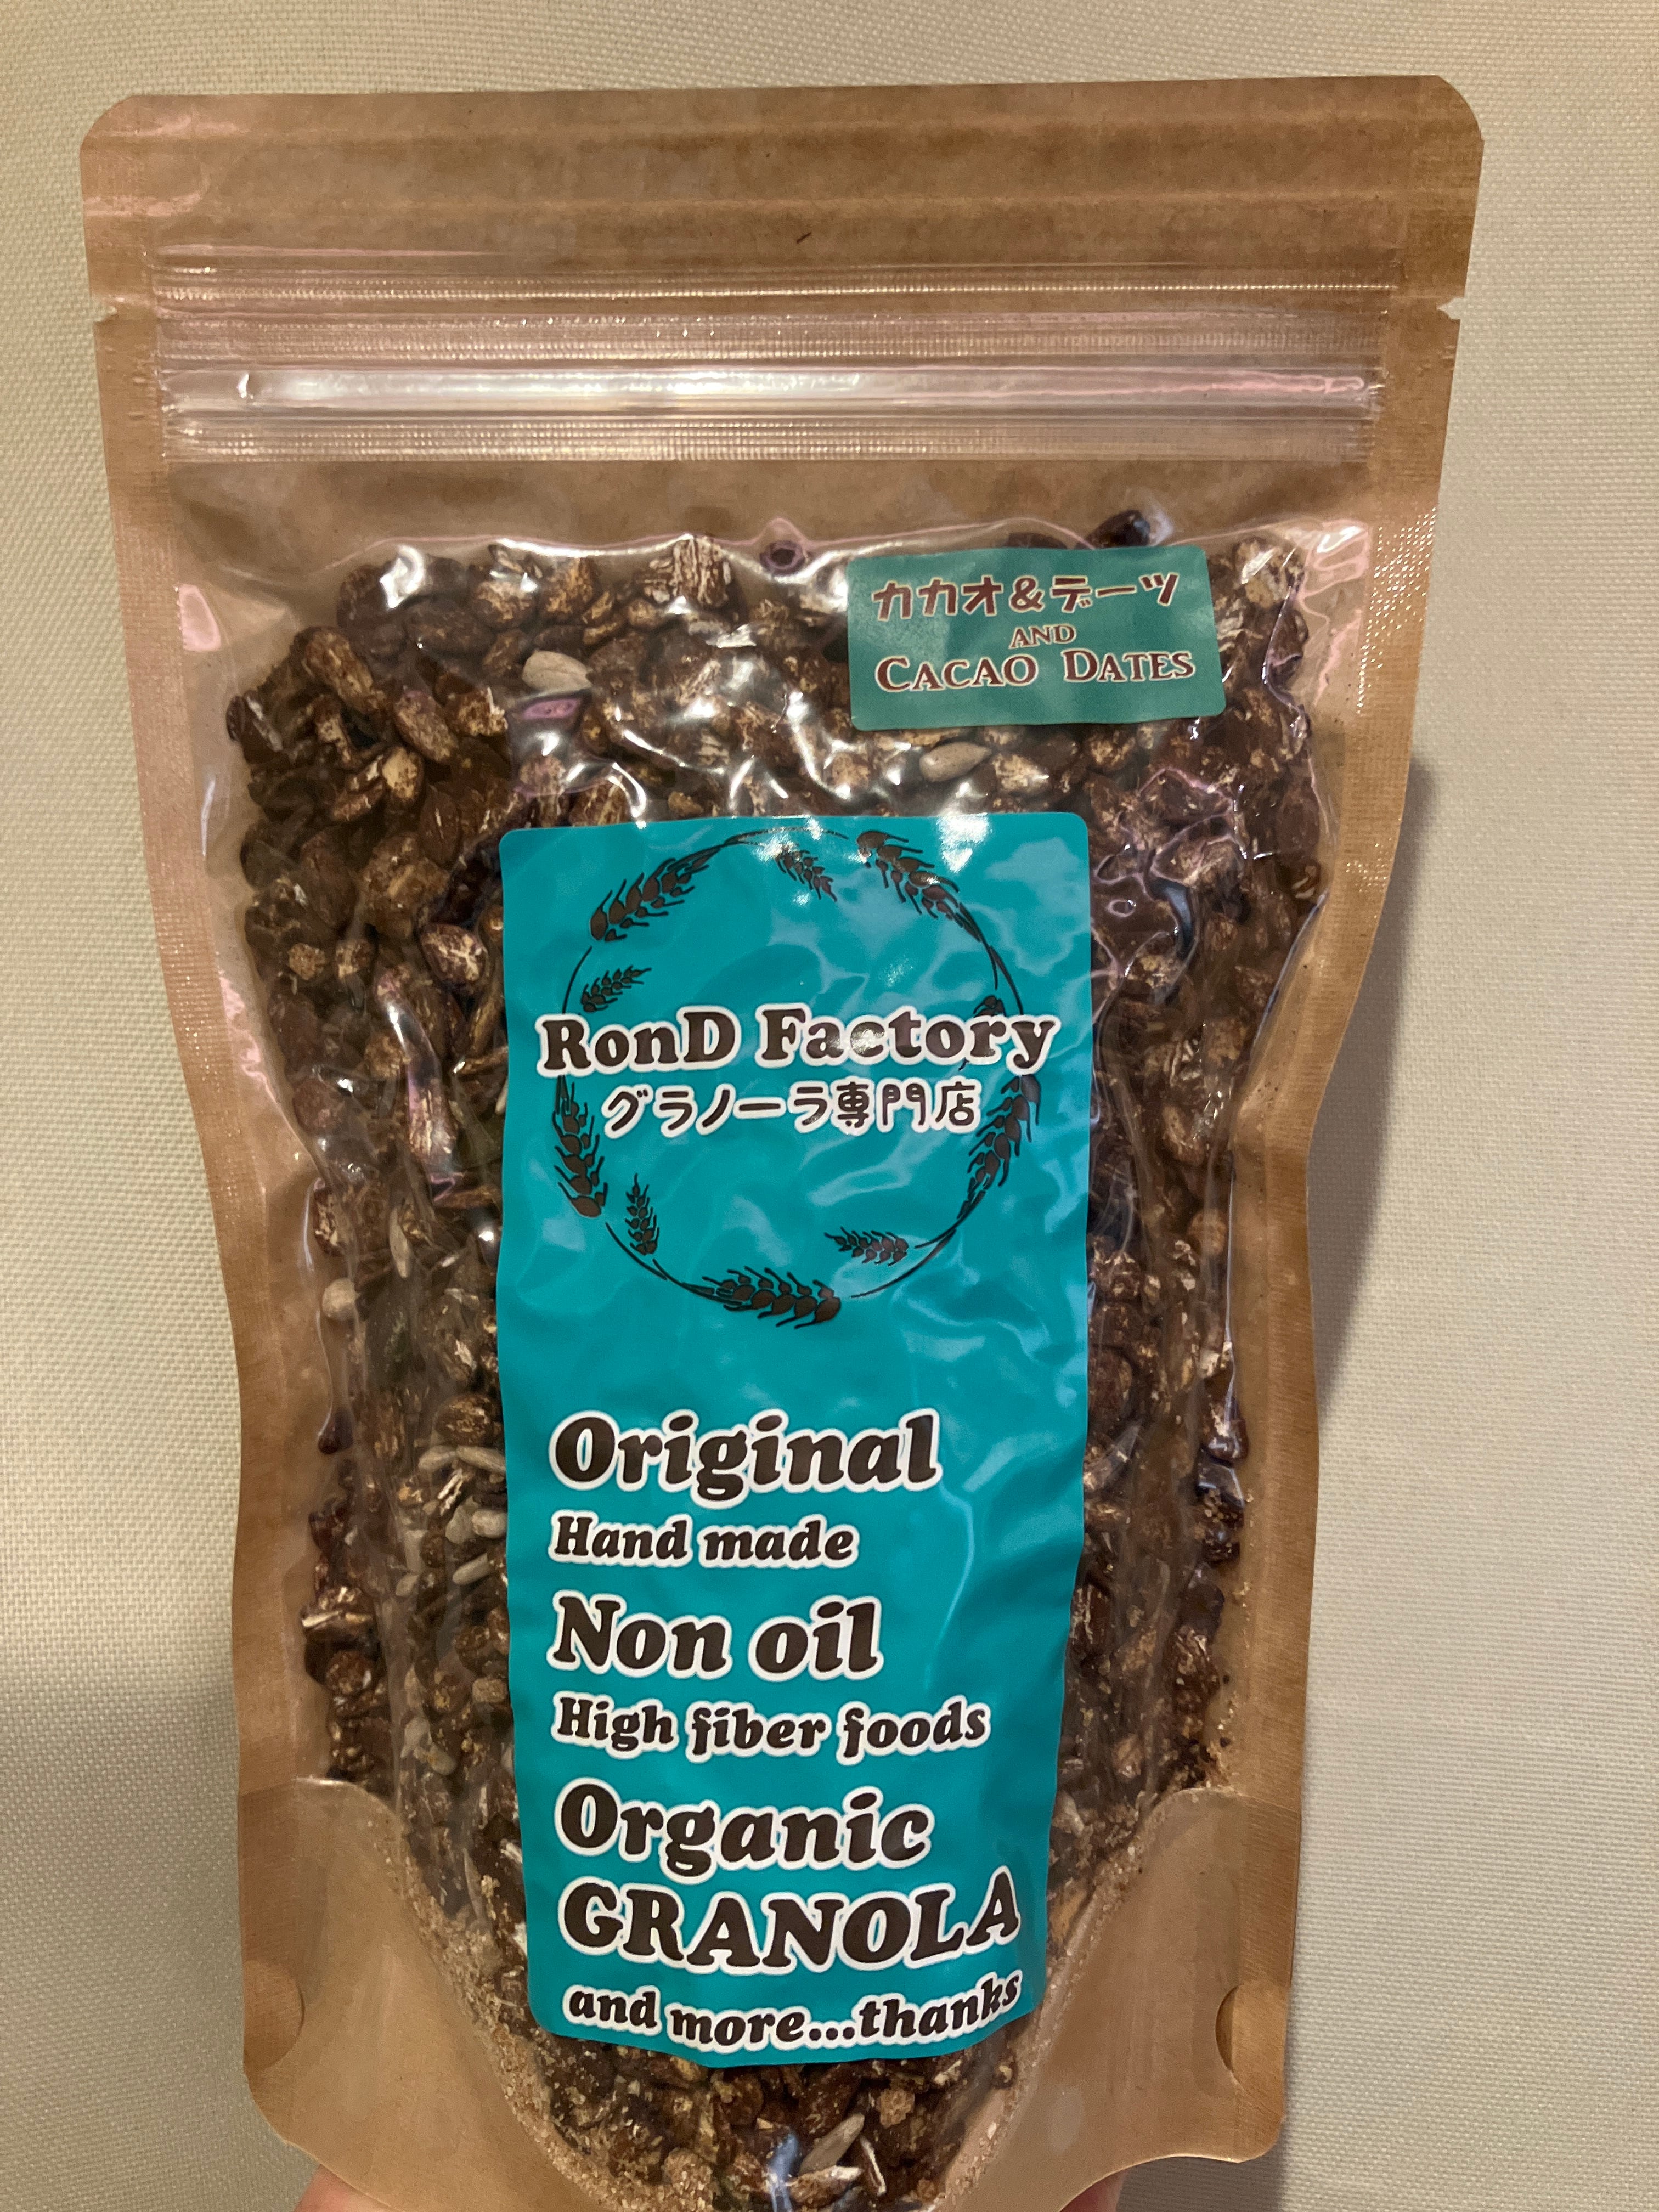 カカオ&デーツ
AND
CACAO DATES
RonD Factory
グラノーラ専門店
Original
Hand made
Non oil
High fiber foods
Organic
GRANOLA
and more...thanks